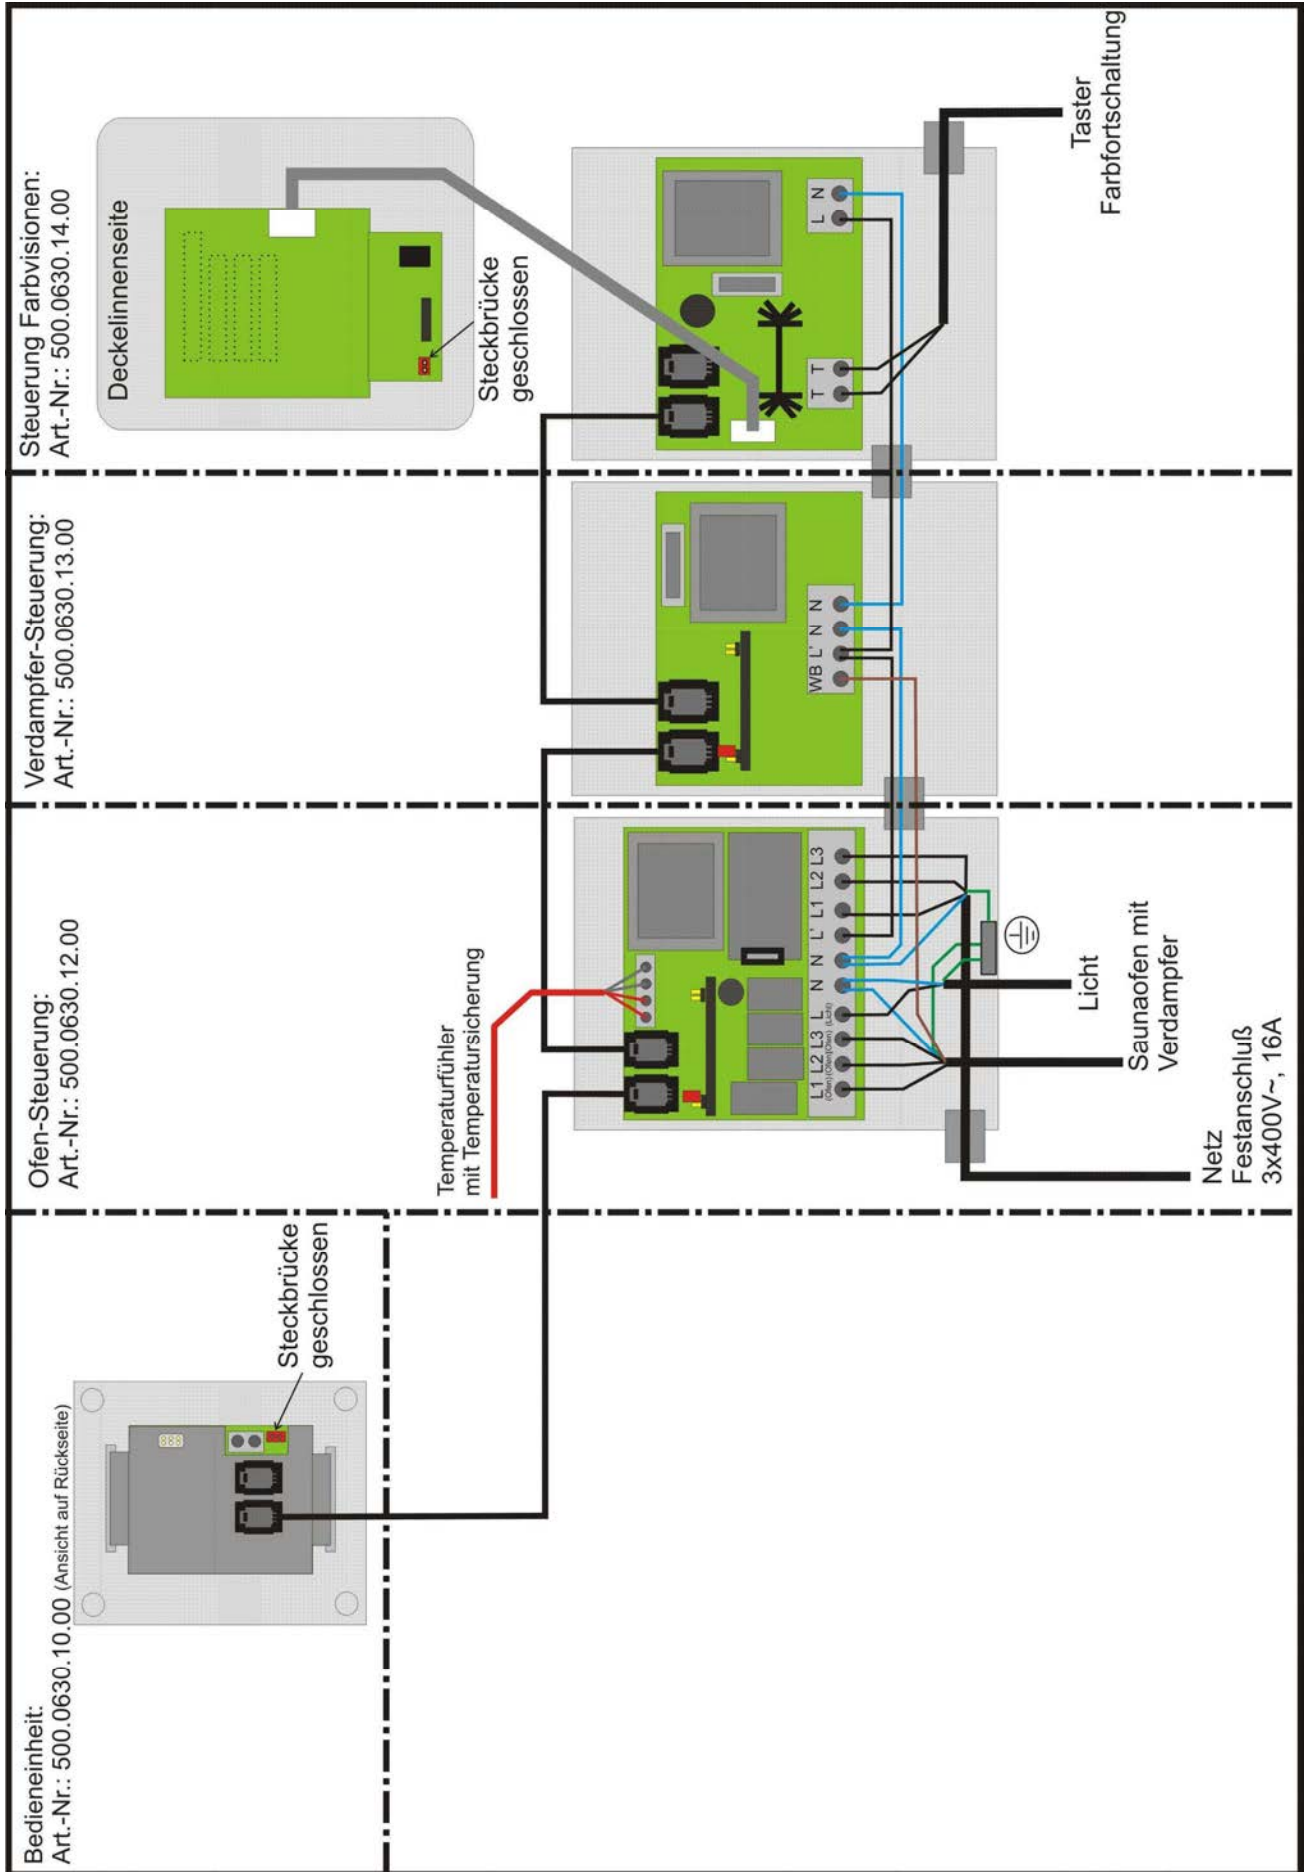 Bedieneinheit:
Art.-Nr.: 500.0630.10.00 (Ansicht auf Rückseite)
Steckbrücke
geschlossen
Ofen-Steuerung:
Art.-Nr.: 500.0630.12.00
Temperaturfühler
mit Temperatursicherung
L1 L2 L3 L N N L' L1 L2 L3
(Ofen) (Ofen) (Ofen) (Licht)
Netz
Festanschluß
3x400V~, 16A
Saunaofen mit
Verdampfer
Licht
Verdampfer-Steuerung:
Art.-Nr.: 500.0630.13.00
WB L' N N
Steuerung Farbvisionen:
Art.-Nr.: 500.0630.14.00
Deckelinnenseite
Steckbrücke
geschlossen
T T
L N
Taster
Farbfortschaltung